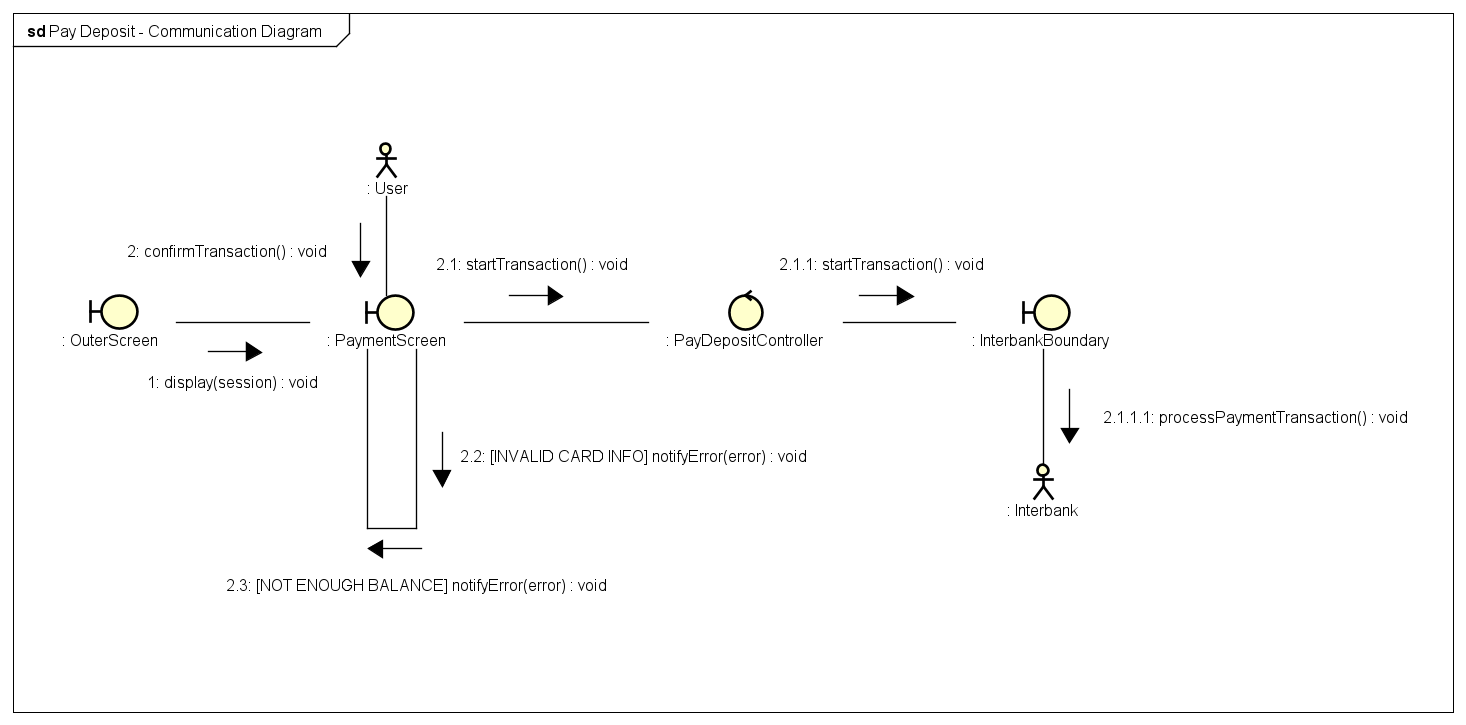 sd Pay Deposit - Communication Diagram
: User
2: confirmTransaction() : void
2.1: startTransaction() : void
2.1.1: startTransaction() : void
: OuterScreen
: PaymentScreen
: PayDepositController
: InterbankBoundary
1: display(session) : void
2.1.1.1: processPaymentTransaction() : void
2.2: [INVALID CARD INFO] notifyError(error) : void
: Interbank
2.3: [NOT ENOUGH BALANCE] notifyError(error) : void